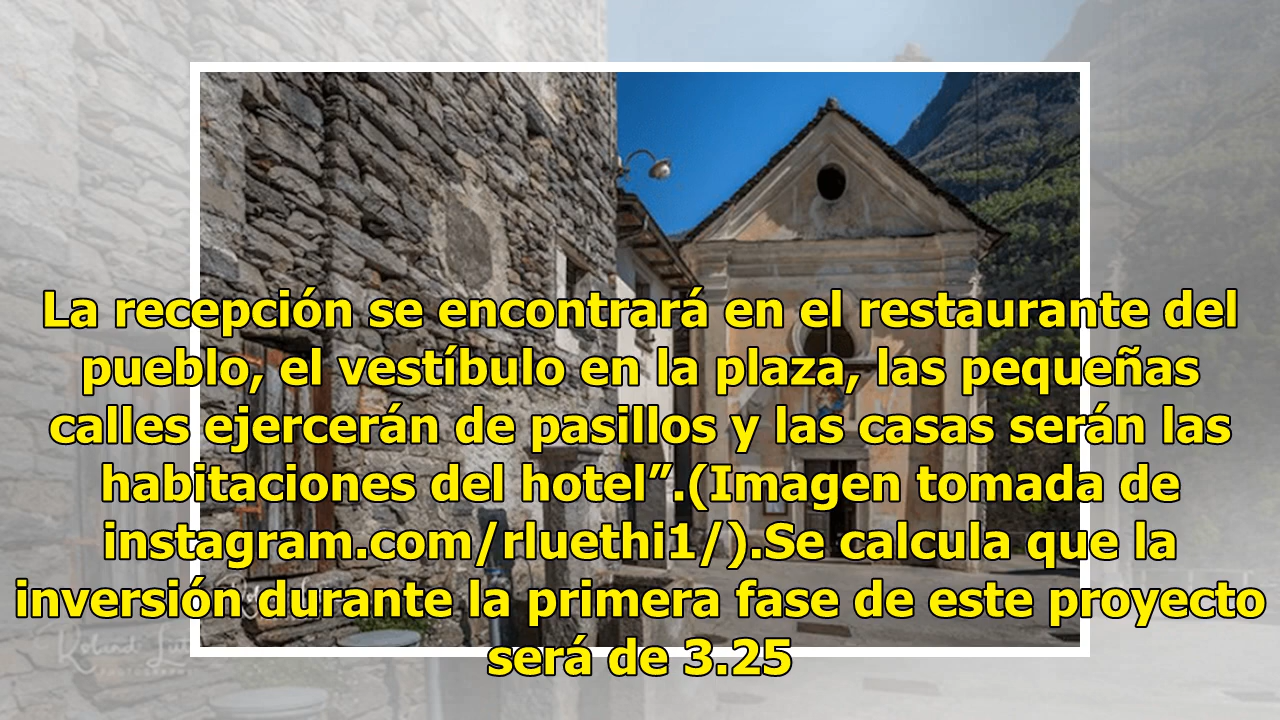 La recepción se encontrará en el restaurante del
pueblo, el vestíbulo en la plaza, las pequeñas
calles ejercerán de pasillos y las casas serán las
habitaciones del hotel”.(Imagen tomada de
instagram.com/rluethi1/).Se calcula que la
inversión durante la primera fase de este proyecto
será de 3.25
Roland